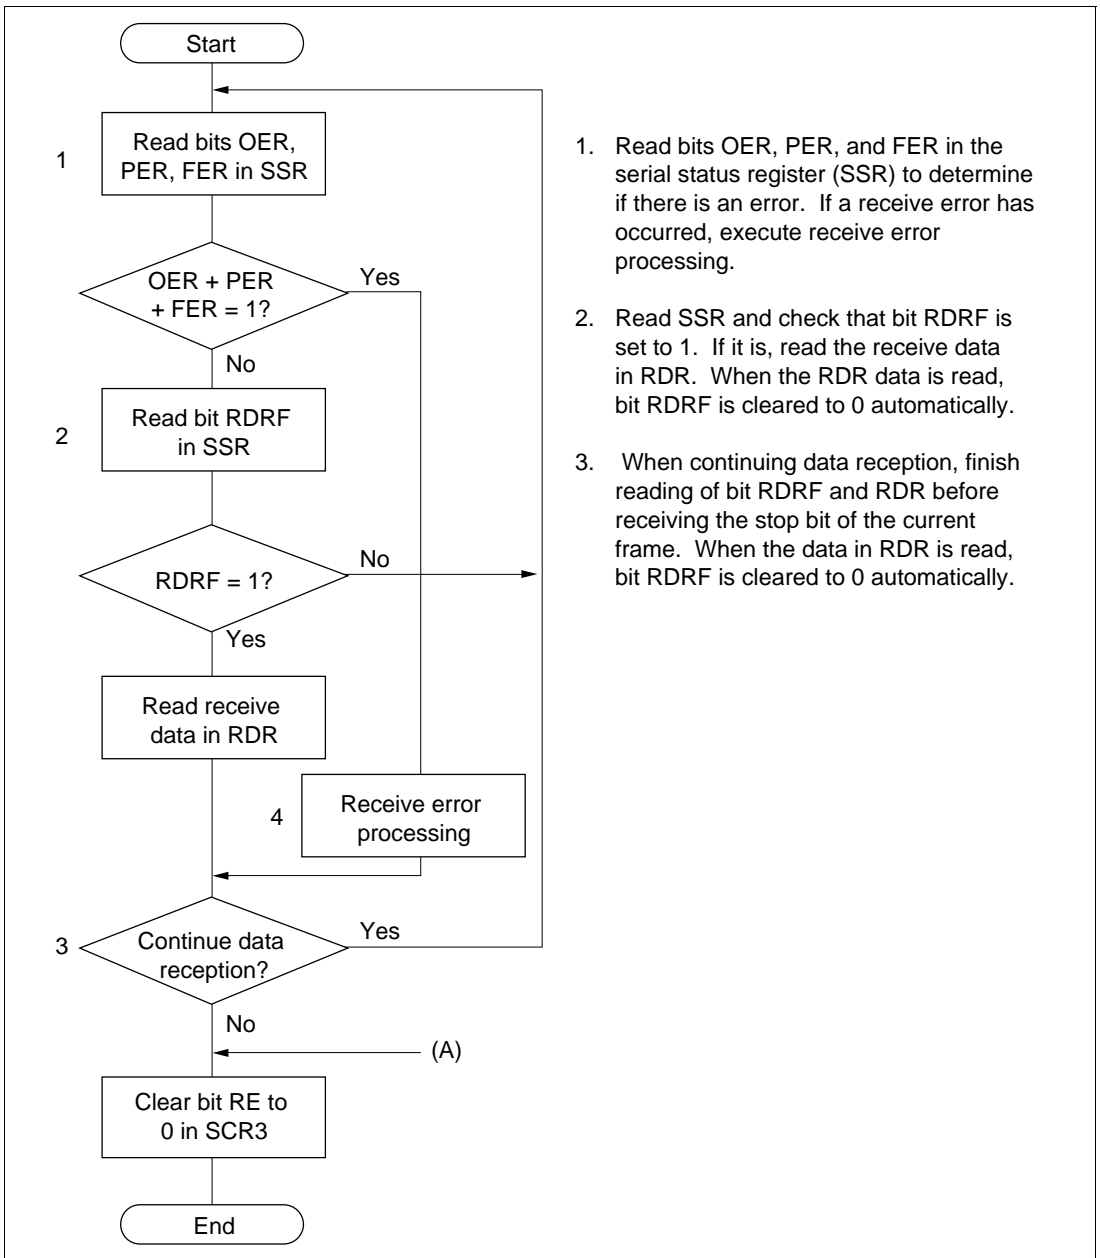 Start
1
Read bits OER,
PER, FER in SSR
OER + PER
+ FER = 1?
Yes
No
2
Read bit RDRF
in SSR
RDRF = 1?
No
Yes
Read receive
data in RDR
4
Receive error
processing
3
Continue data
reception?
Yes
No
(A)
Clear bit RE to
0 in SCR3
End
1. Read bits OER, PER, and FER in the
serial status register (SSR) to determine
if there is an error. If a receive error has
occurred, execute receive error
processing.
2. Read SSR and check that bit RDRF is
set to 1. If it is, read the receive data
in RDR. When the RDR data is read,
bit RDRF is cleared to 0 automatically.
3. When continuing data reception, finish
reading of bit RDRF and RDR before
receiving the stop bit of the current
frame. When the data in RDR is read,
bit RDRF is cleared to 0 automatically.